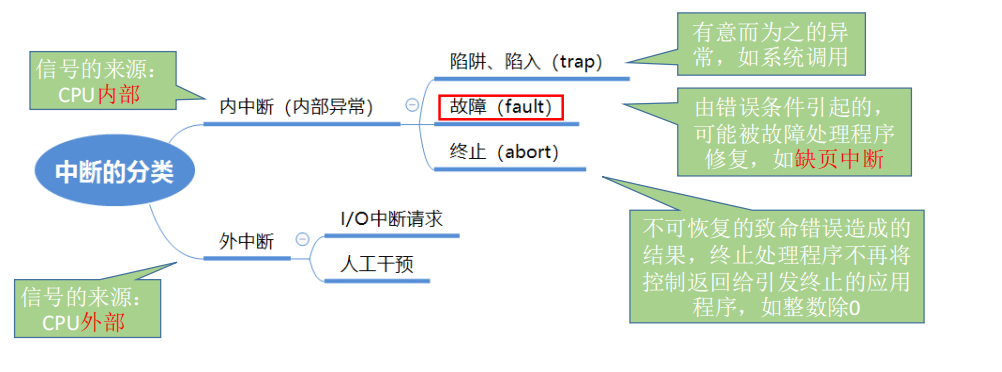 有意而为之的异
常，如系统调用
信号的来源：
CPU内部
陷阱、陷入（trap）
内中断（内部异常）
故障（fault）
由错误条件引起的，
可能被故障处理程序
修复，如缺页中断
终止（abort）
中断的分类
不可恢复的致命错误造成的
结果，终止处理程序不再将
控制返回给引发终止的应用
程序，如整数除0
I/O中断请求
外中断
人工干预
信号的来源：
CPU外部